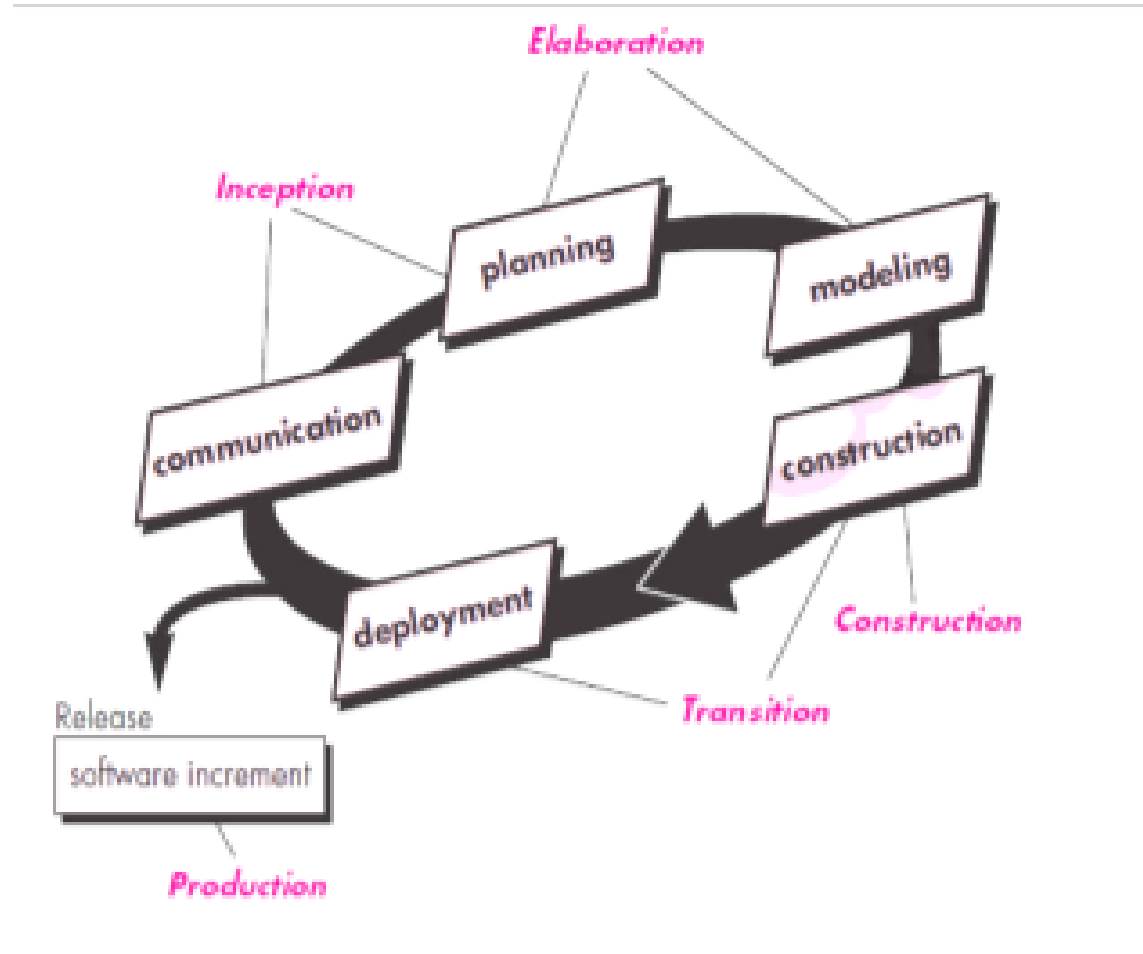 Elaboration
Inception
planning
modeling
communication
construction
deployment
Construction
Transition
Release
software increment
Production